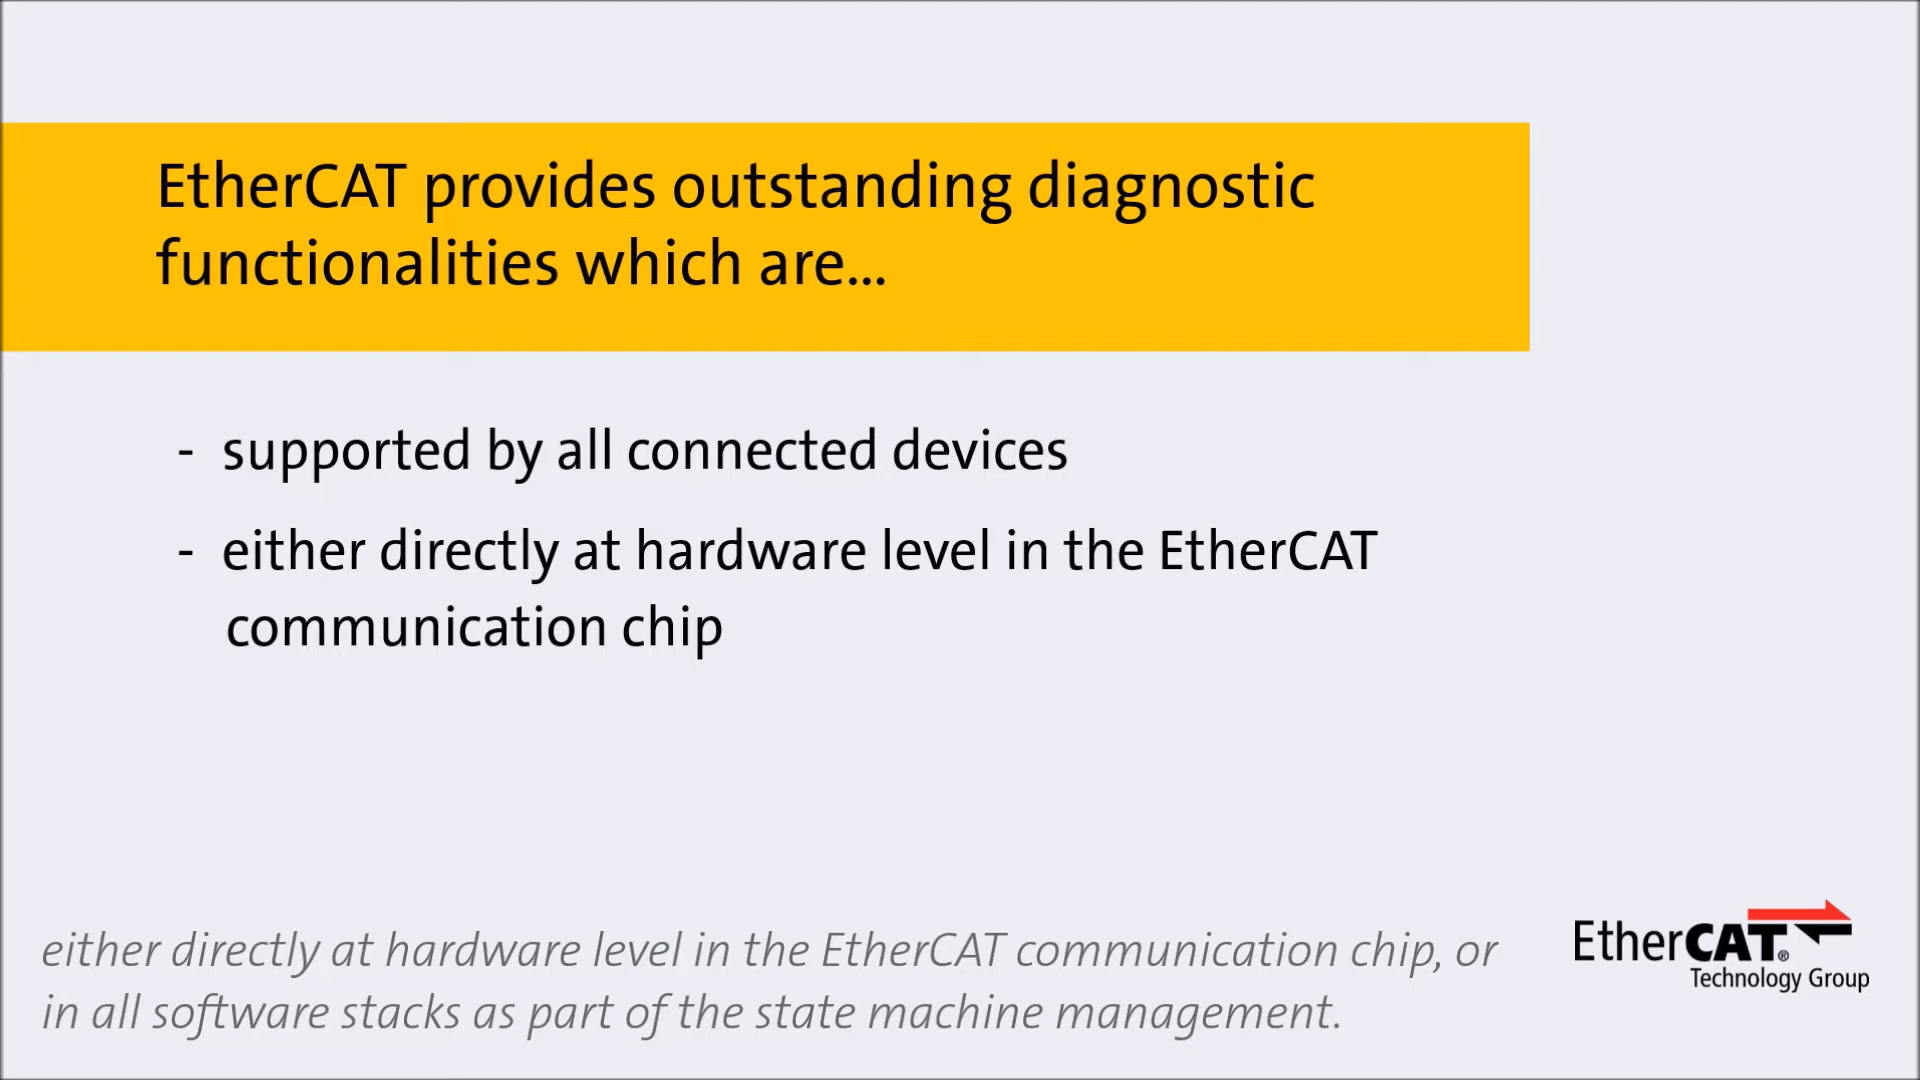 EtherCAT provides outstanding diagnostic
functionalities which are...
- supported by all connected devices
- either directly at hardware level in the EtherCAT
communication chip
either directly at hardware level in the EtherCAT communication chip, or
in all software stacks as part of the state machine management.
EtherCAT®
Technology Group